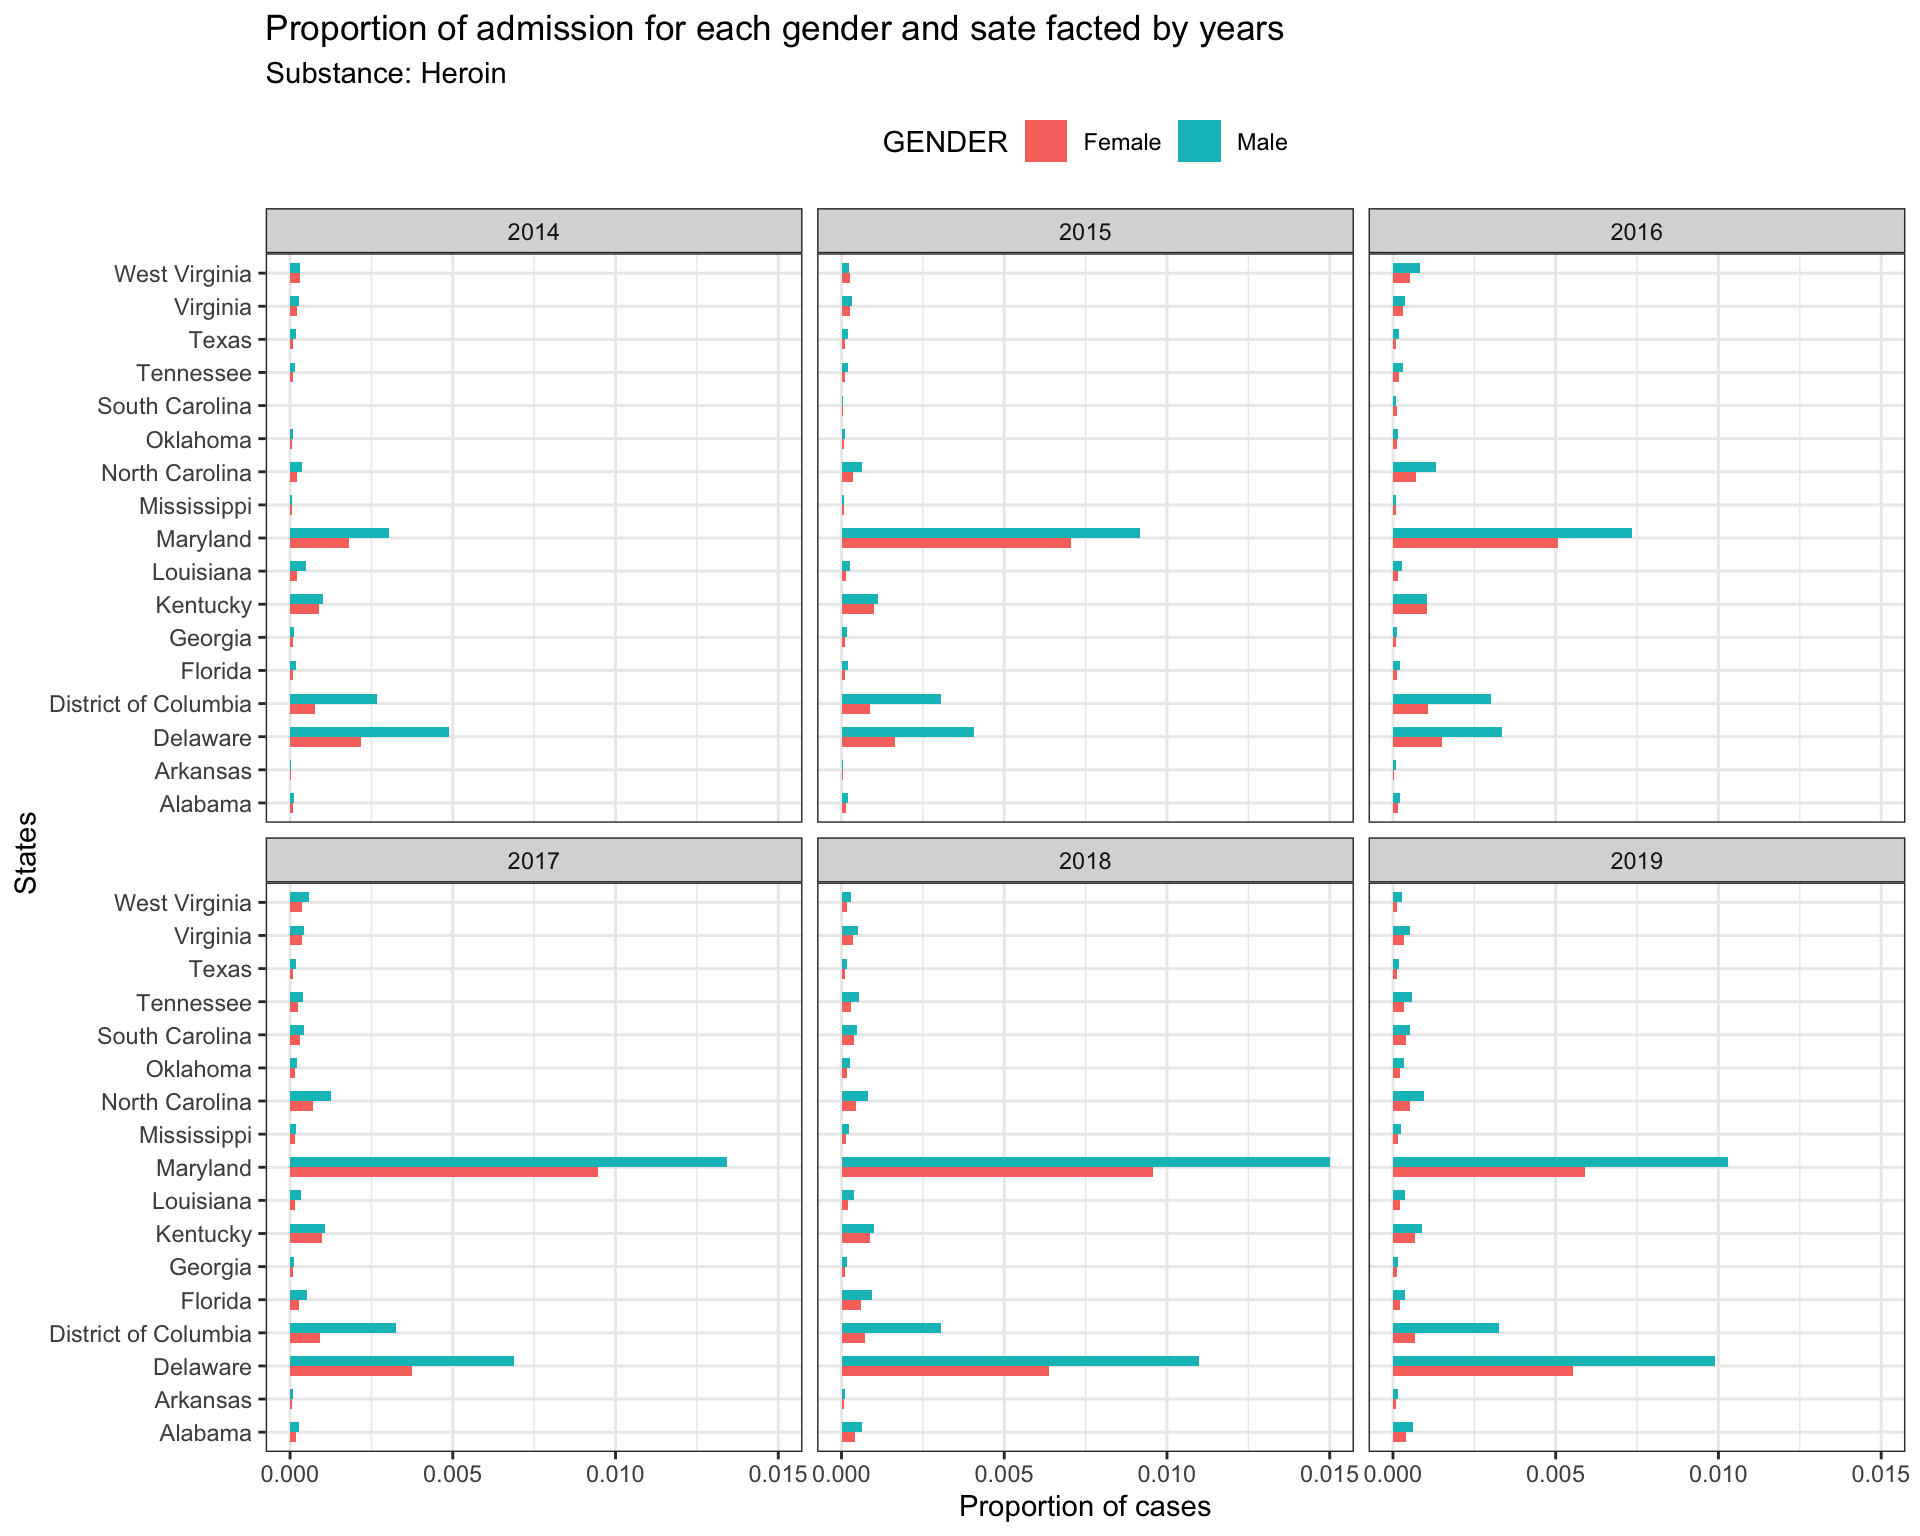 Proportion of admission for each gender and sate facted by years
Substance: Heroin
GENDER Female Male
2014 2015 2016
West Virginia
Virginia
Texas
Tennessee
South Carolina
Oklahoma
North Carolina
Mississippi
Maryland
Louisiana
Kentucky
Georgia
Florida
District of Columbia
Delaware
Arkansas
Alabama
States
2017 2018 2019
West Virginia
Virginia
Texas
Tennessee
South Carolina
Oklahoma
North Carolina
Mississippi
Maryland
Louisiana
Kentucky
Georgia
Florida
District of Columbia
Delaware
Arkansas
Alabama
0.000 0.005 0.010 0.015 0.000 0.005 0.010 0.015 0.000 0.005 0.010 0.015
Proportion of cases